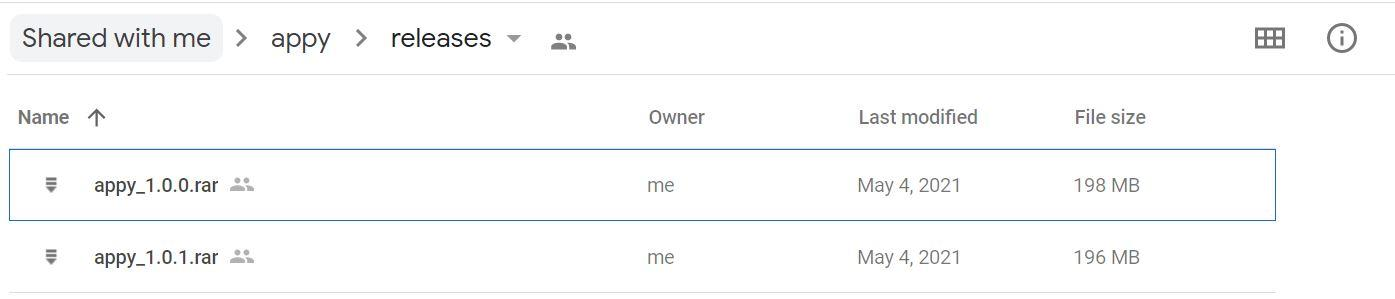 Shared with me > appy > releases
Name Owner Last modified File size
appy_1.0.0.rar me May 4, 2021 198 MB
appy_1.0.1.rar me May 4, 2021 196 MB